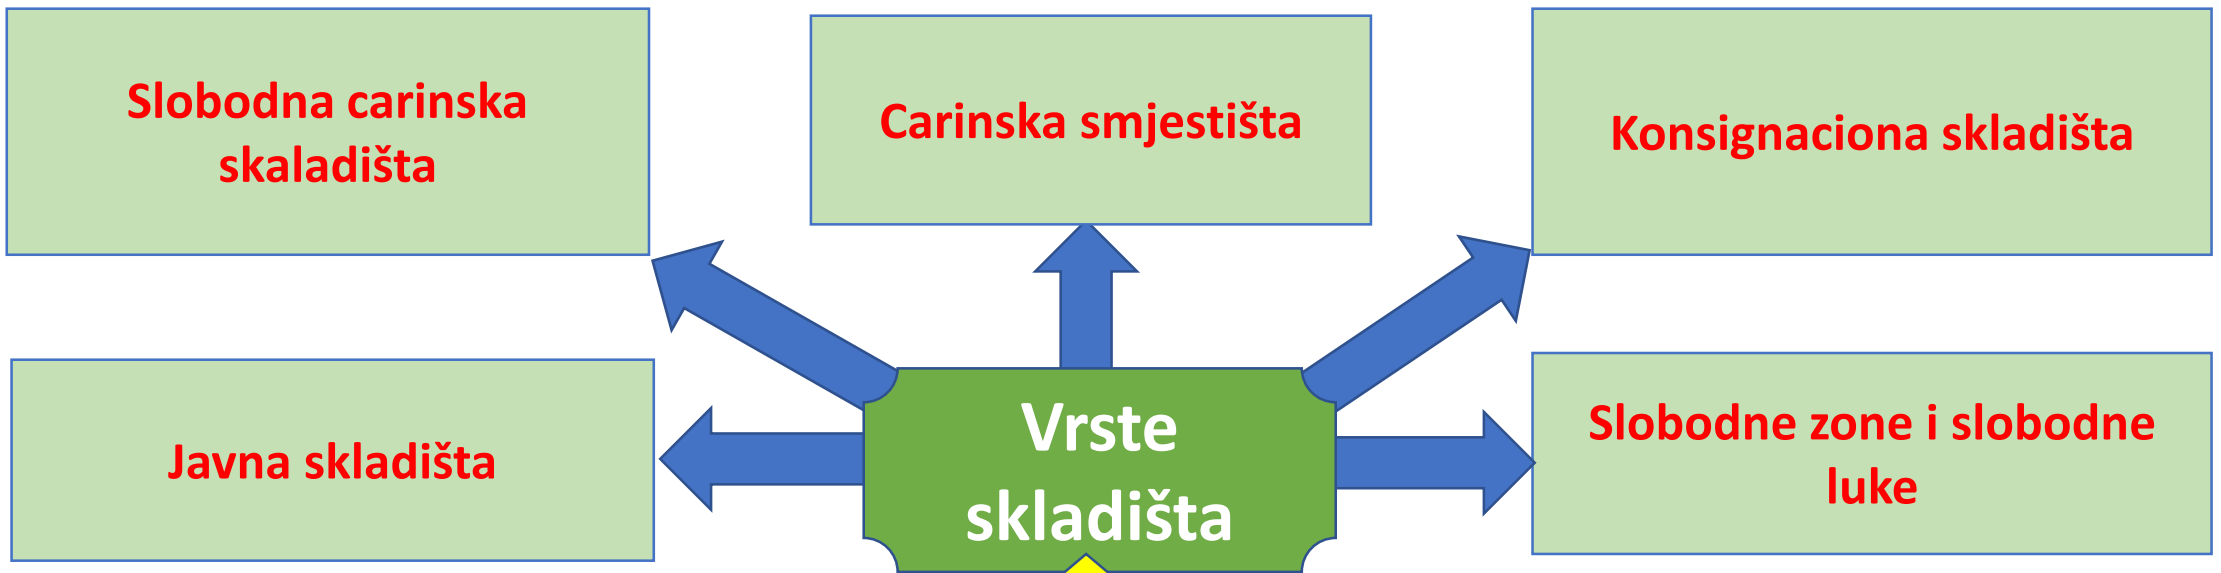 Slobodna carinska
skaladišta
Carinska smjestišta
Konsignaciona skladišta
Javna skladišta
Vrste
skladišta
Slobodne zone i slobodne
luke